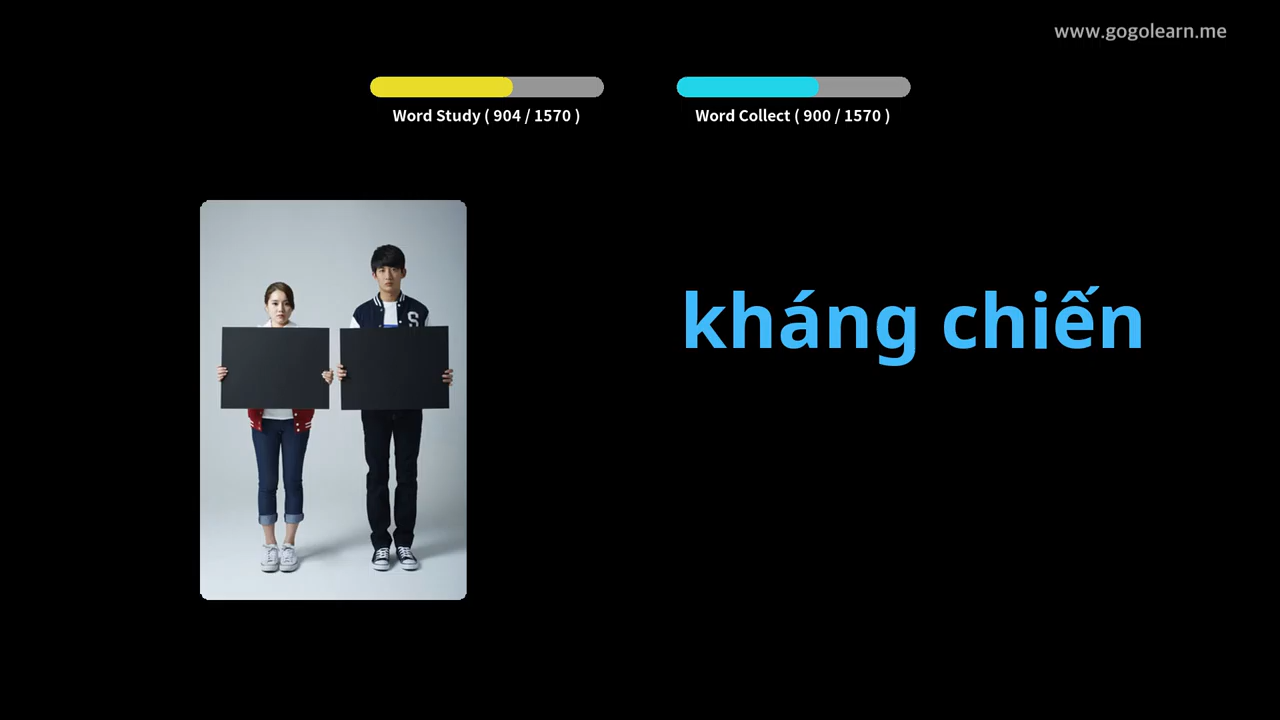 www.gogolearn.me
Word Study ( 904 / 1570 )
Word Collect ( 900 / 1570 )
S
kháng chiến